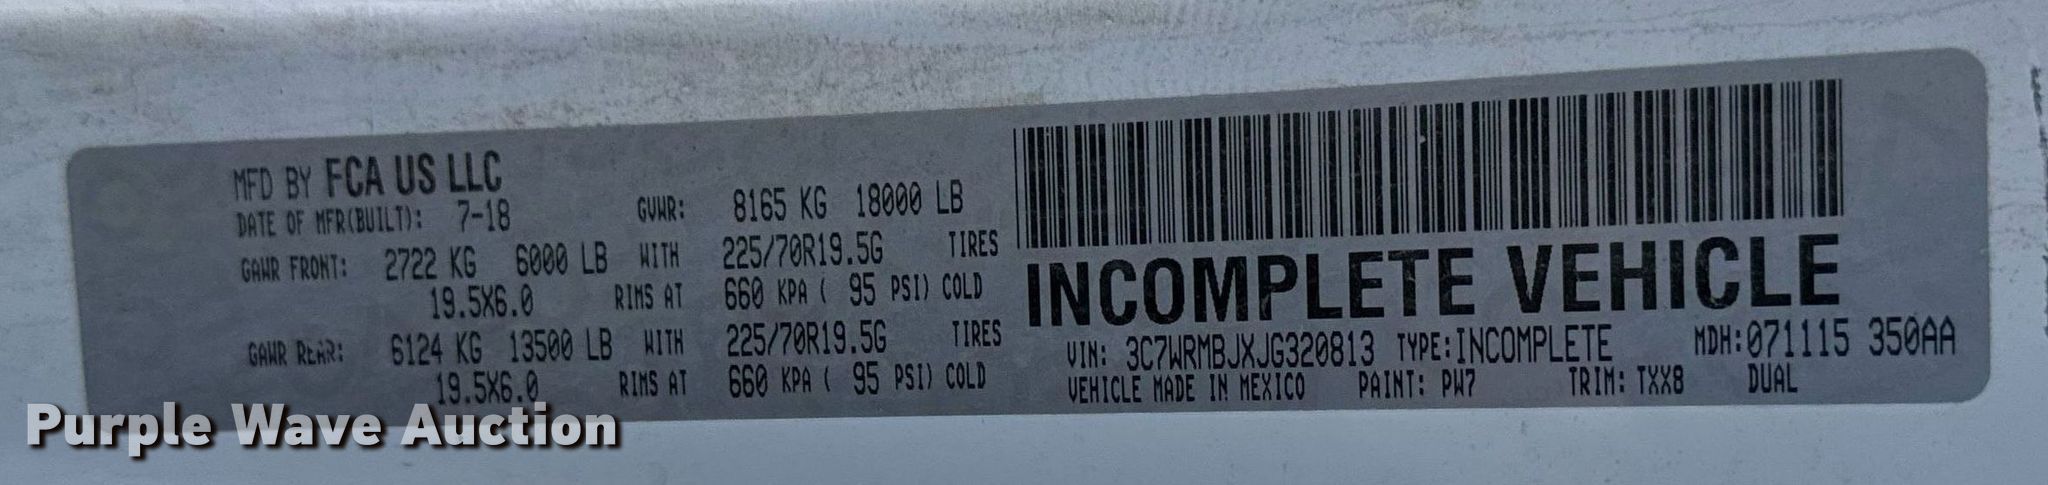 MFD BY FCA US LLC
DATE OF MFR(BUILT): 7-18 GVWR: 8165 KG 18000 LB
GAWR FRONT: 2722 KG 6000 LB WITH 225/70R19.5G TIRES
19.5X6.0 RIMS AT 660 KPA ( 95 PSI) COLD
GAWR REAR: 6124 KG 13500 LB WITH 225/70R19.5G TIRES
19.5X6.0 RIMS AT 660 KPA ( 95 PSI) COLD
INCOMPLETE VEHICLE
VIN: 3C7WRMBJXJG320813 TYPE:INCOMPLETE MDH:071115 350AA
VEHICLE MADE IN MEXICO PAINT: PW7 TRIM: TXX8 DUAL
Purple Wave Auction